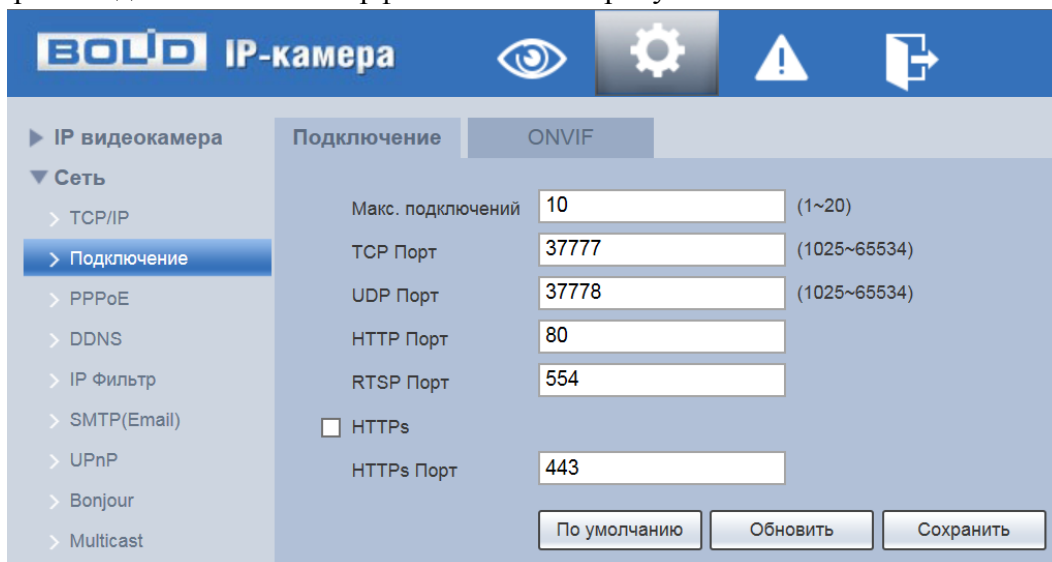 BOLID IP-камера
IP видеокамера
Сеть
TCP/IP
Подключение
PPPoE
DDNS
IP Фильтр
SMTP(Email)
UPnP
Bonjour
Multicast
Подключение ONVIF
Макс. подключений 10 (1~20)
TCP Порт 37777 (1025~65534)
UDP Порт 37778 (1025~65534)
HTTP Порт 80
RTSP Порт 554
HTTPs
HTTPs Порт 443
По умолчанию Обновить Сохранить